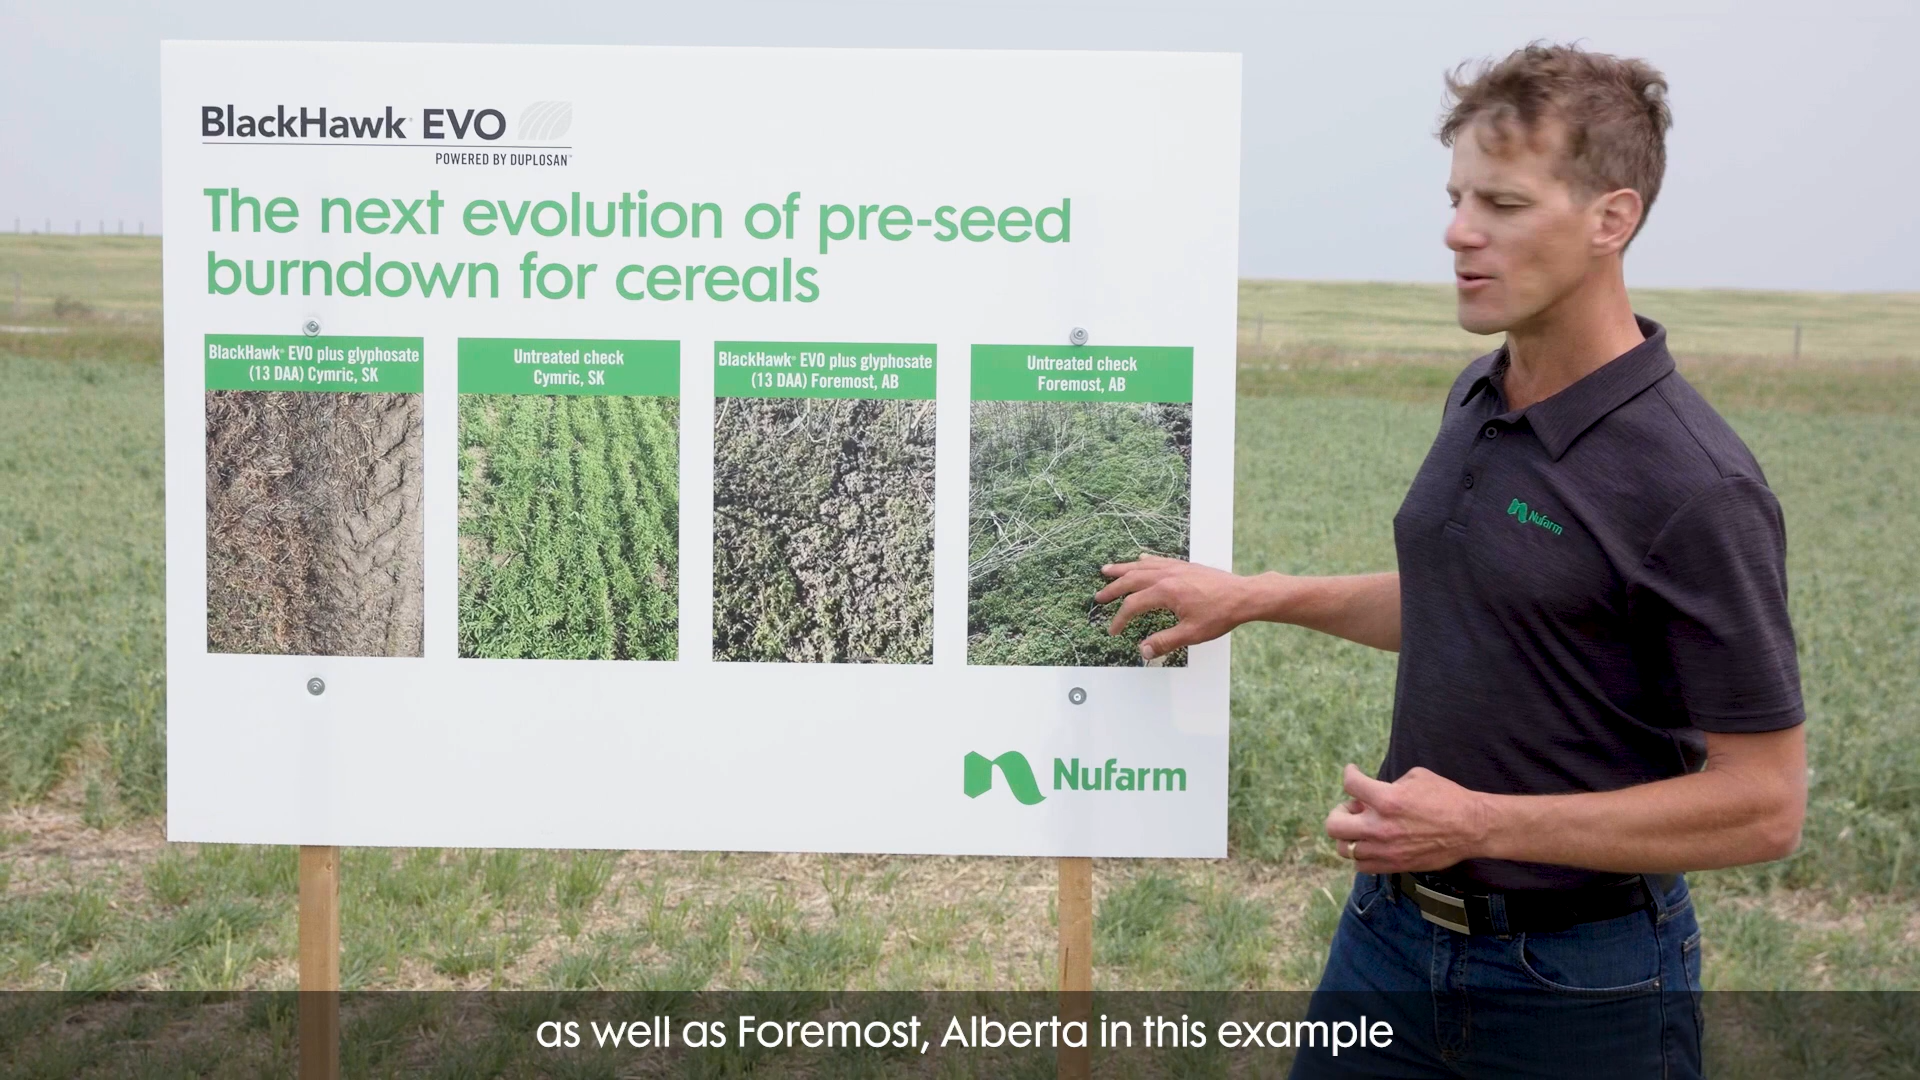 BlackHawk® EVO
POWERED BY DUPLOSAN™
The next evolution of pre-seed
burndown for cereals
BlackHawk® EVO plus glyphosate
(13 DAA) Cymric, SK
Untreated check
Cymric, SK
BlackHawk® EVO plus glyphosate
(13 DAA) Foremost, AB
Untreated check
Foremost, AB
Nufarm
Nufarm
as well as Foremost, Alberta in this example